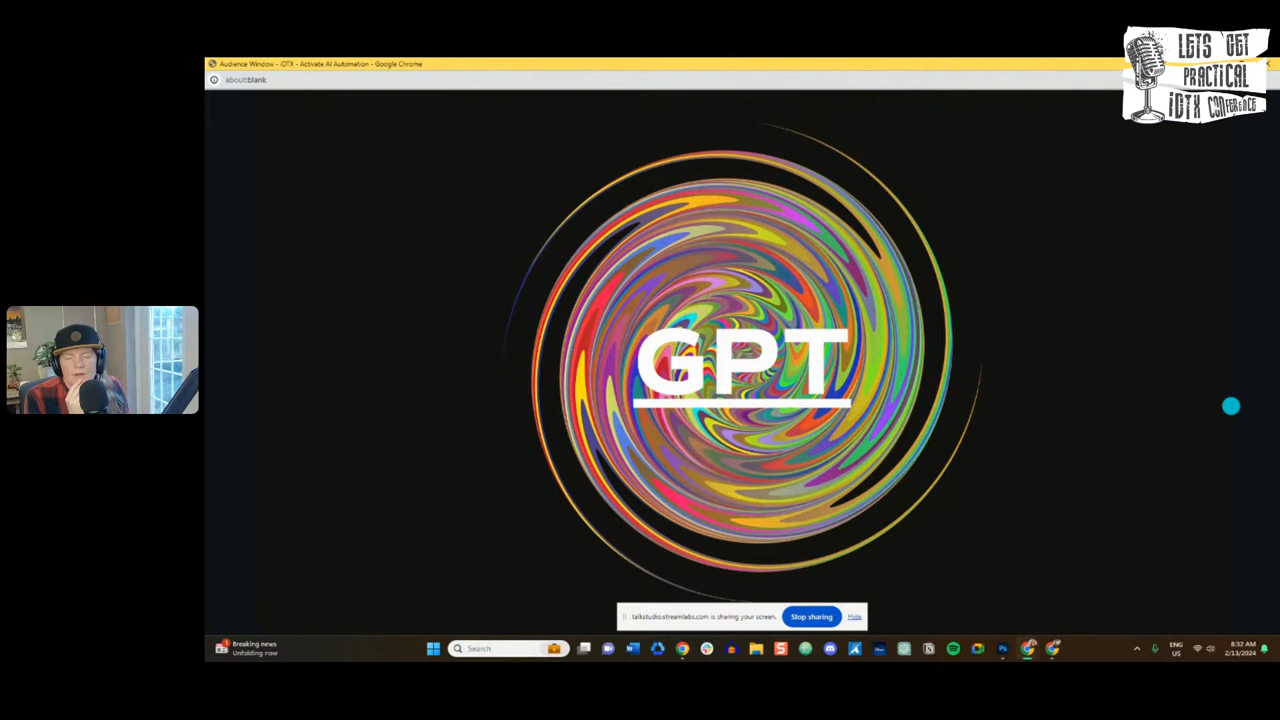 LETS GET
PRACTICAL
iDTX CONFERENCE
Audience Window - iDTX - Activate AI Automation - Google Chrome
about:blank
GPT
talkstudio.streamlabs.com is sharing your screen.
Stop sharing
Hide
Breaking news
Unfolding now
Search
ENG
US
8:32 AM
2/13/2024